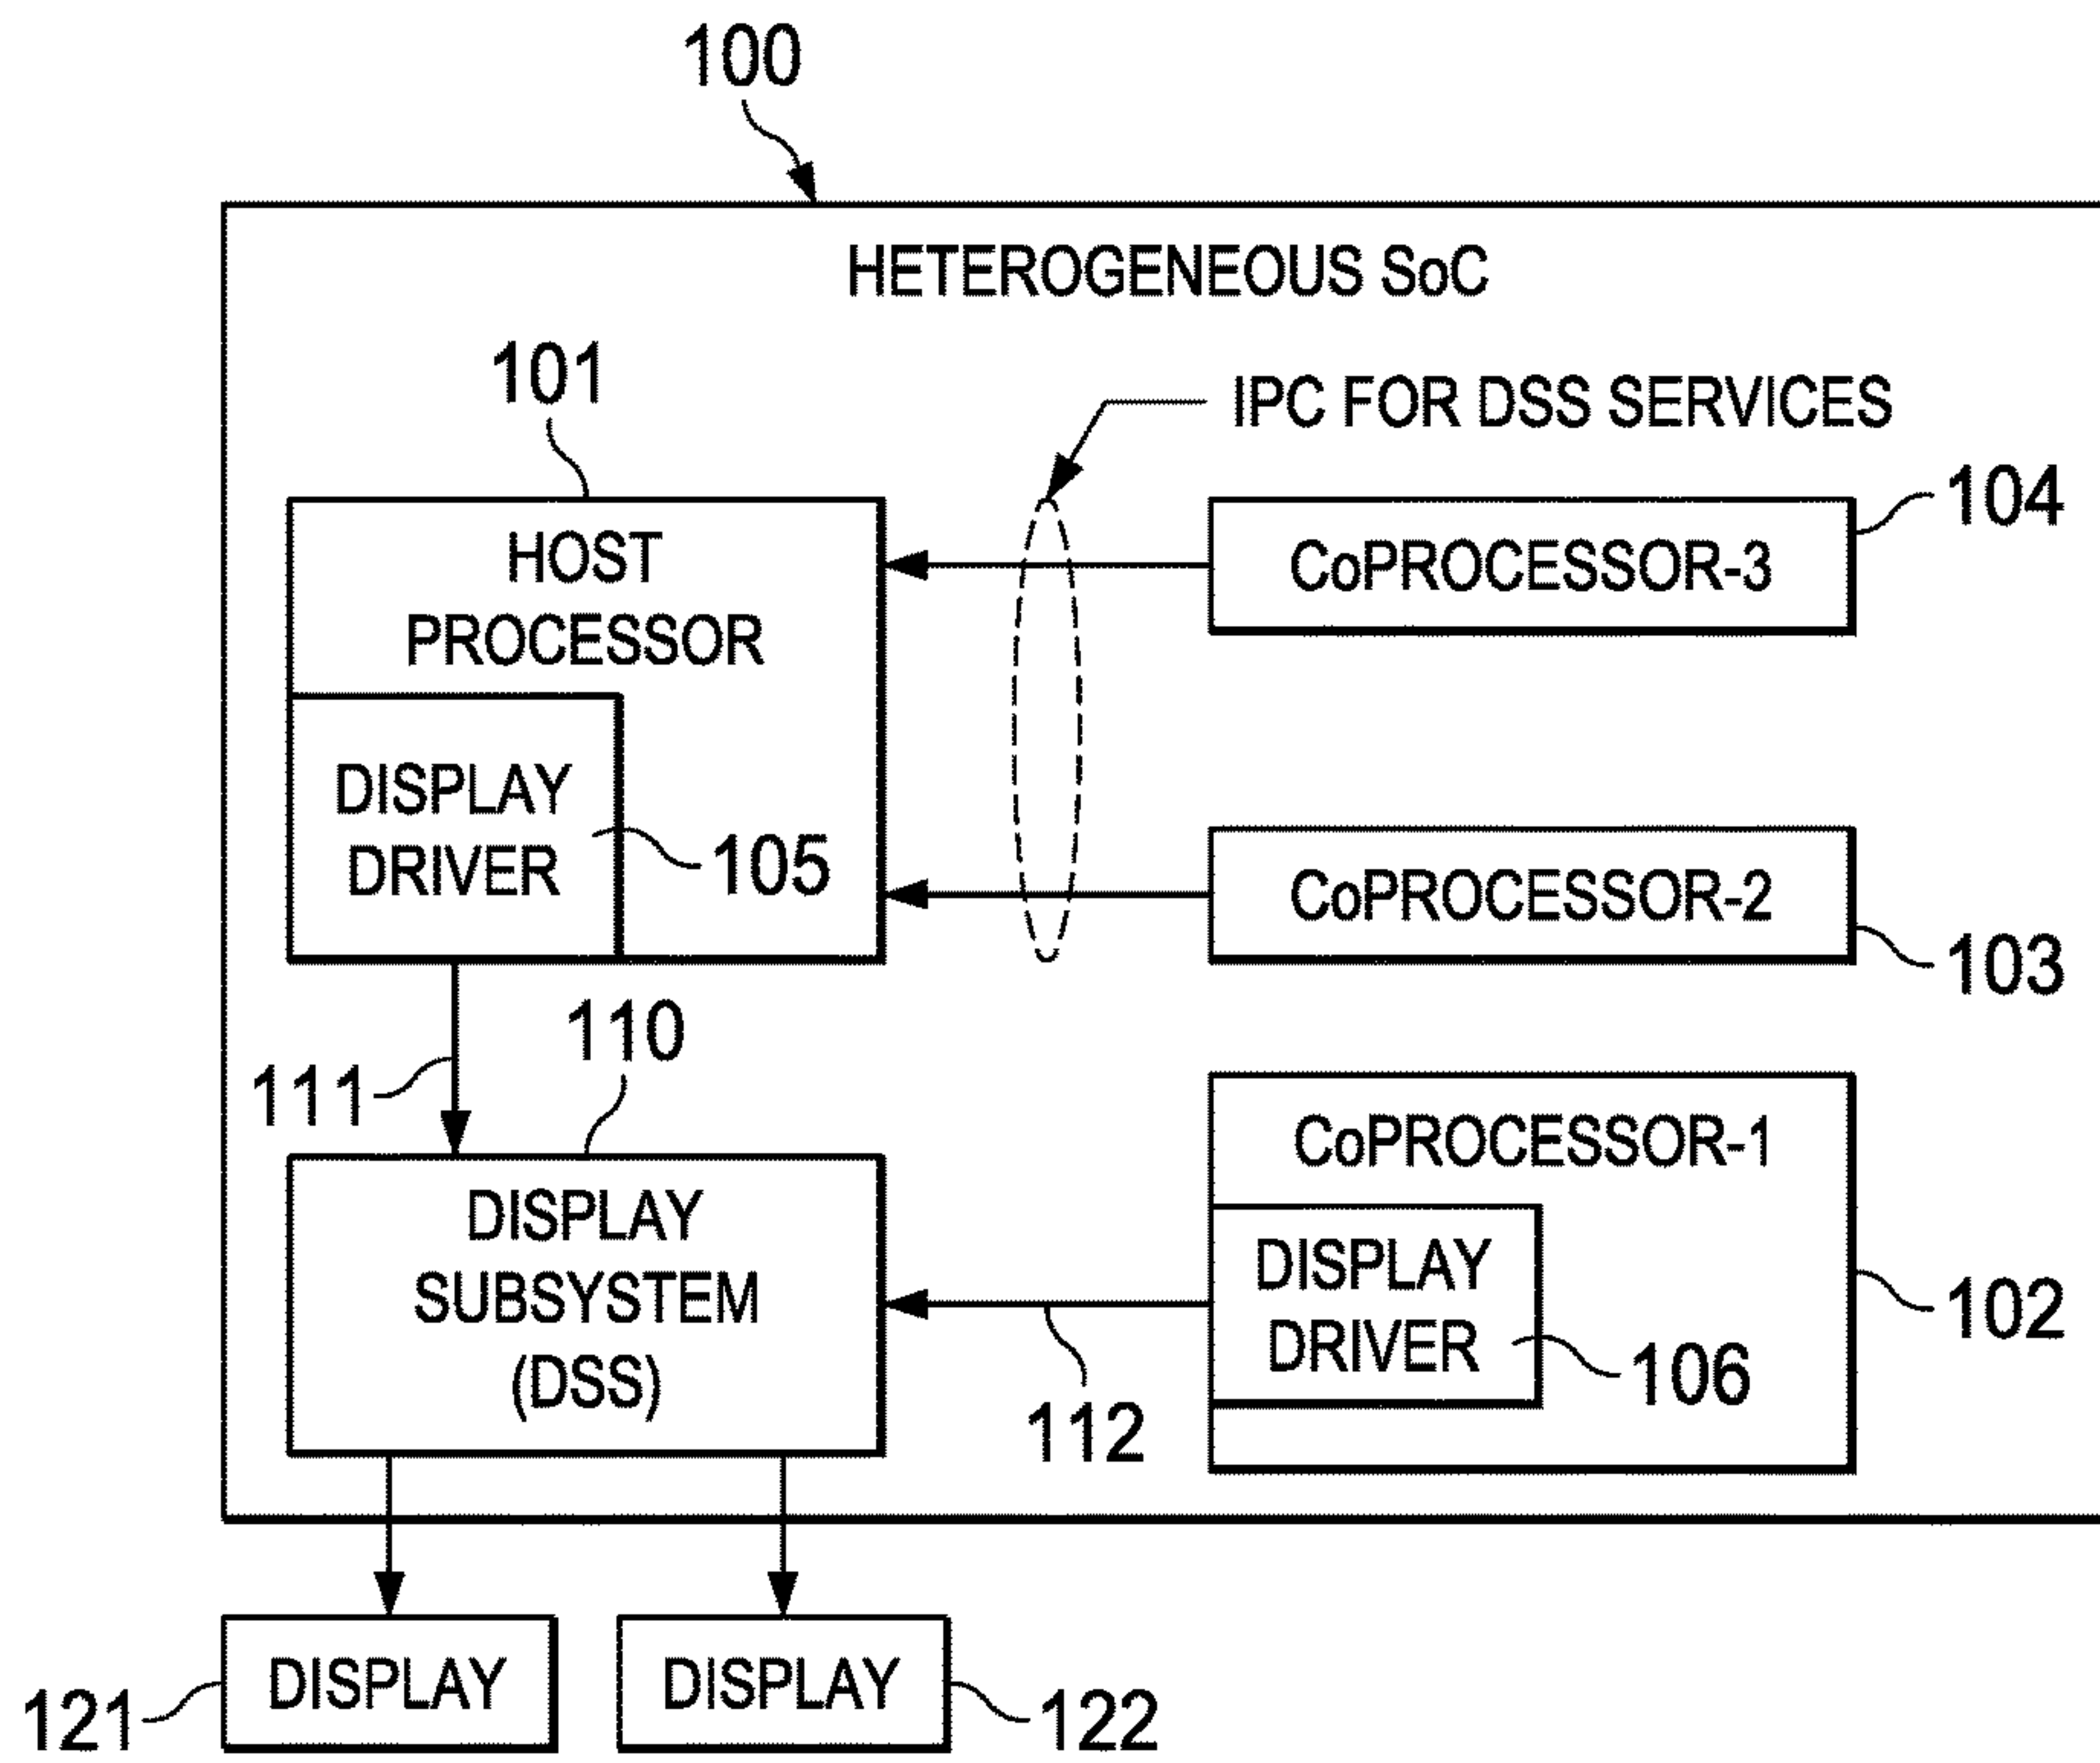 100
HETEROGENEOUS SoC
101
IPC FOR DSS SERVICES
104
HOST
PROCESSOR
CoPROCESSOR-3
DISPLAY
DRIVER
105
CoPROCESSOR-2
103
111
110
CoPROCESSOR-1
DISPLAY
SUBSYSTEM
(DSS)
DISPLAY
DRIVER
102
106
112
DISPLAY
DISPLAY
121
122